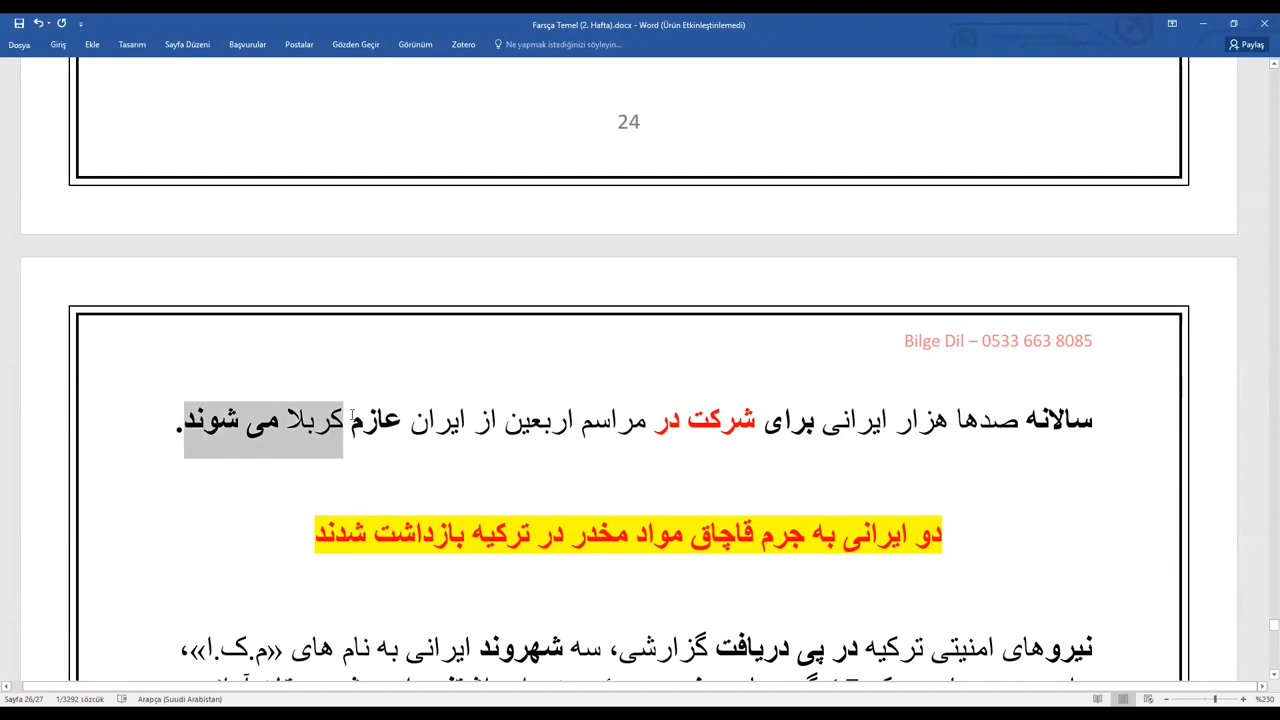 Farsça Temel (2. Hafta).docx - Word (Ürün Etkinleştirilemedi)
Dosya Giriş Ekle Tasarım Sayfa Düzeni Başvurular Postalar Gözden Geçir Görünüm Zotero Ne yapmak istediğinizi söyleyin... Paylaş
24
Bilge Dil – 0533 663 8085
سالانه صدها هزار ایرانی برای شرکت در مراسم اربعین از ایران عازم کربلا می شوند.
دو ایرانی به جرم قاچاق مواد مخدر در ترکیه بازداشت شدند
نیروهای امنیتی ترکیه در پی دریافت گزارشی، سه شهروند ایرانی به نام های «م.ک.ا»،
Sayfa 26/27 1/3292 sözcük Arapça (Suudi Arabistan) %230